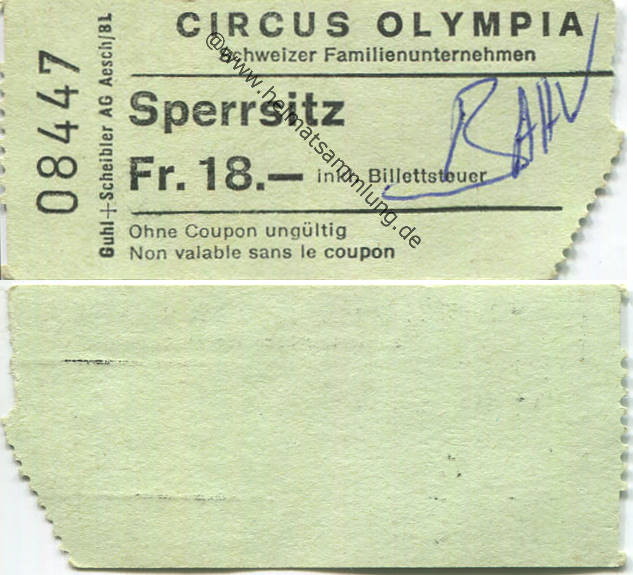 08447
Guhl + Scheibler AG Aesch/BL
CIRCUS OLYMPIA
Schweizer Familienunternehmen
Sperrsitz
Fr. 18.— inkl. Billettsteuer
Ohne Coupon ungültig
Non valable sans le coupon
@www.heimatsammlung.de